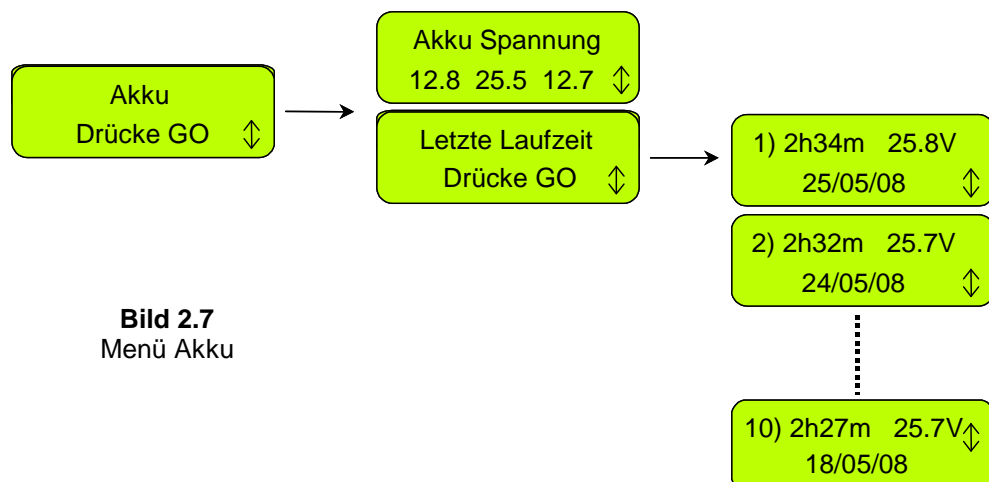 Akku
Drücke GO
Akku Spannung
12.8 25.5 12.7
Letzte Laufzeit
Drücke GO
1) 2h34m 25.8V
25/05/08
2) 2h32m 25.7V
24/05/08
10) 2h27m 25.7V
18/05/08
Bild 2.7
Menü Akku